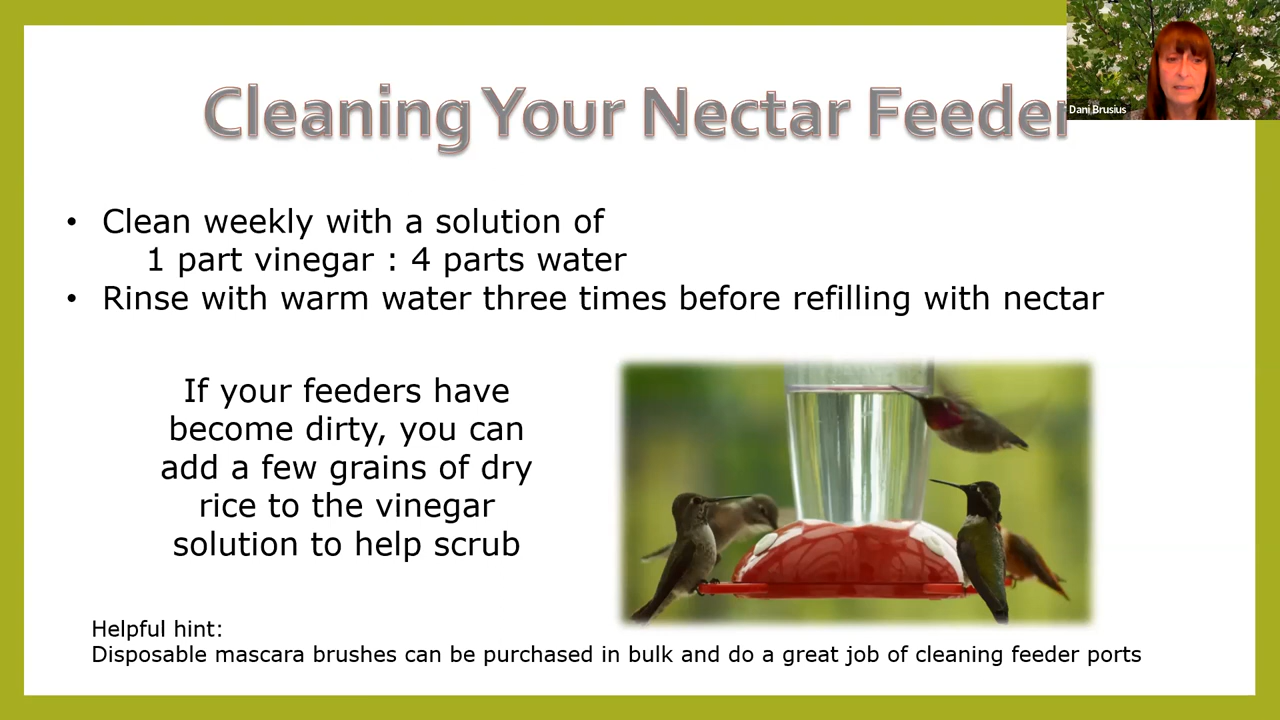 Cleaning Your Nectar Feeder
Dani Brusius
• Clean weekly with a solution of
1 part vinegar : 4 parts water
• Rinse with warm water three times before refilling with nectar
If your feeders have
become dirty, you can
add a few grains of dry
rice to the vinegar
solution to help scrub
Helpful hint:
Disposable mascara brushes can be purchased in bulk and do a great job of cleaning feeder ports